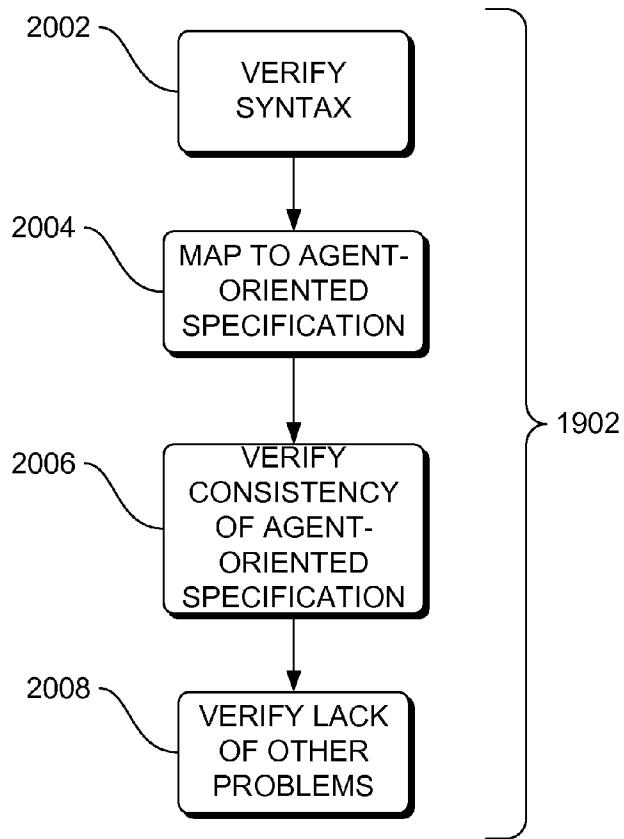 2002
VERIFY
SYNTAX
2004
MAP TO AGENT-
ORIENTED
SPECIFICATION
1902
2006
VERIFY
CONSISTENCY
OF AGENT-
ORIENTED
SPECIFICATION
2008
VERIFY LACK
OF OTHER
PROBLEMS